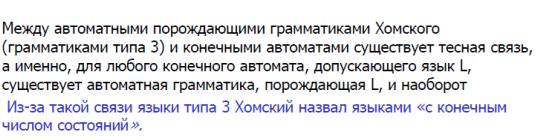 Между автоматными порождающими грамматиками Хомского
(грамматиками типа 3) и конечными автоматами существует тесная связь,
а именно, для любого конечного автомата, допускающего язык L,
существует автоматная грамматика, порождающая L, и наоборот
Из-за такой связи языки типа 3 Хомский назвал языками «с конечным
числом состояний».